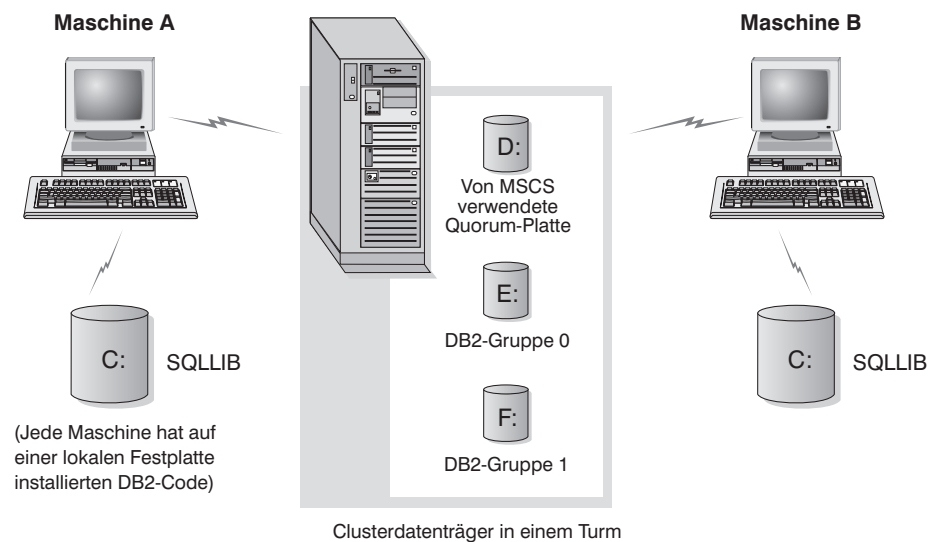 Maschine A
Maschine B
D:
Von MSCS
verwendete
Quorum-Platte
E:
DB2-Gruppe 0
F:
DB2-Gruppe 1
C:
SQLLIB
(Jede Maschine hat auf
einer lokalen Festplatte
installierten DB2-Code)
C:
SQLLIB
Clusterdatenträger in einem Turm